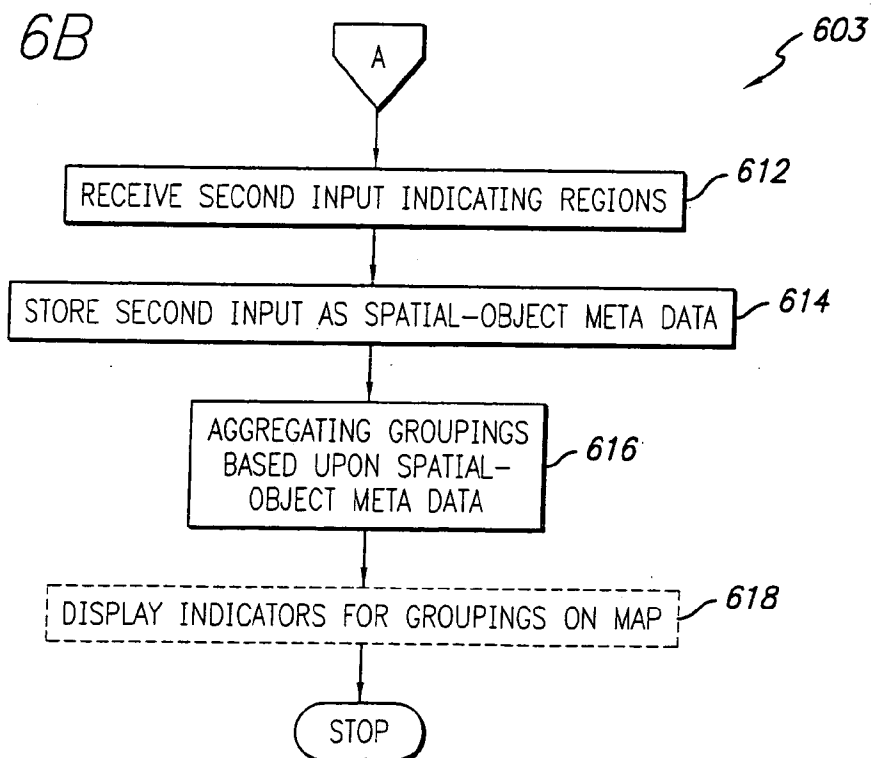 6B
603
A
RECEIVE SECOND INPUT INDICATING REGIONS
612
STORE SECOND INPUT AS SPATIAL-OBJECT META DATA
614
AGGREGATING GROUPINGS
BASED UPON SPATIAL-
OBJECT META DATA
616
DISPLAY INDICATORS FOR GROUPINGS ON MAP
618
STOP